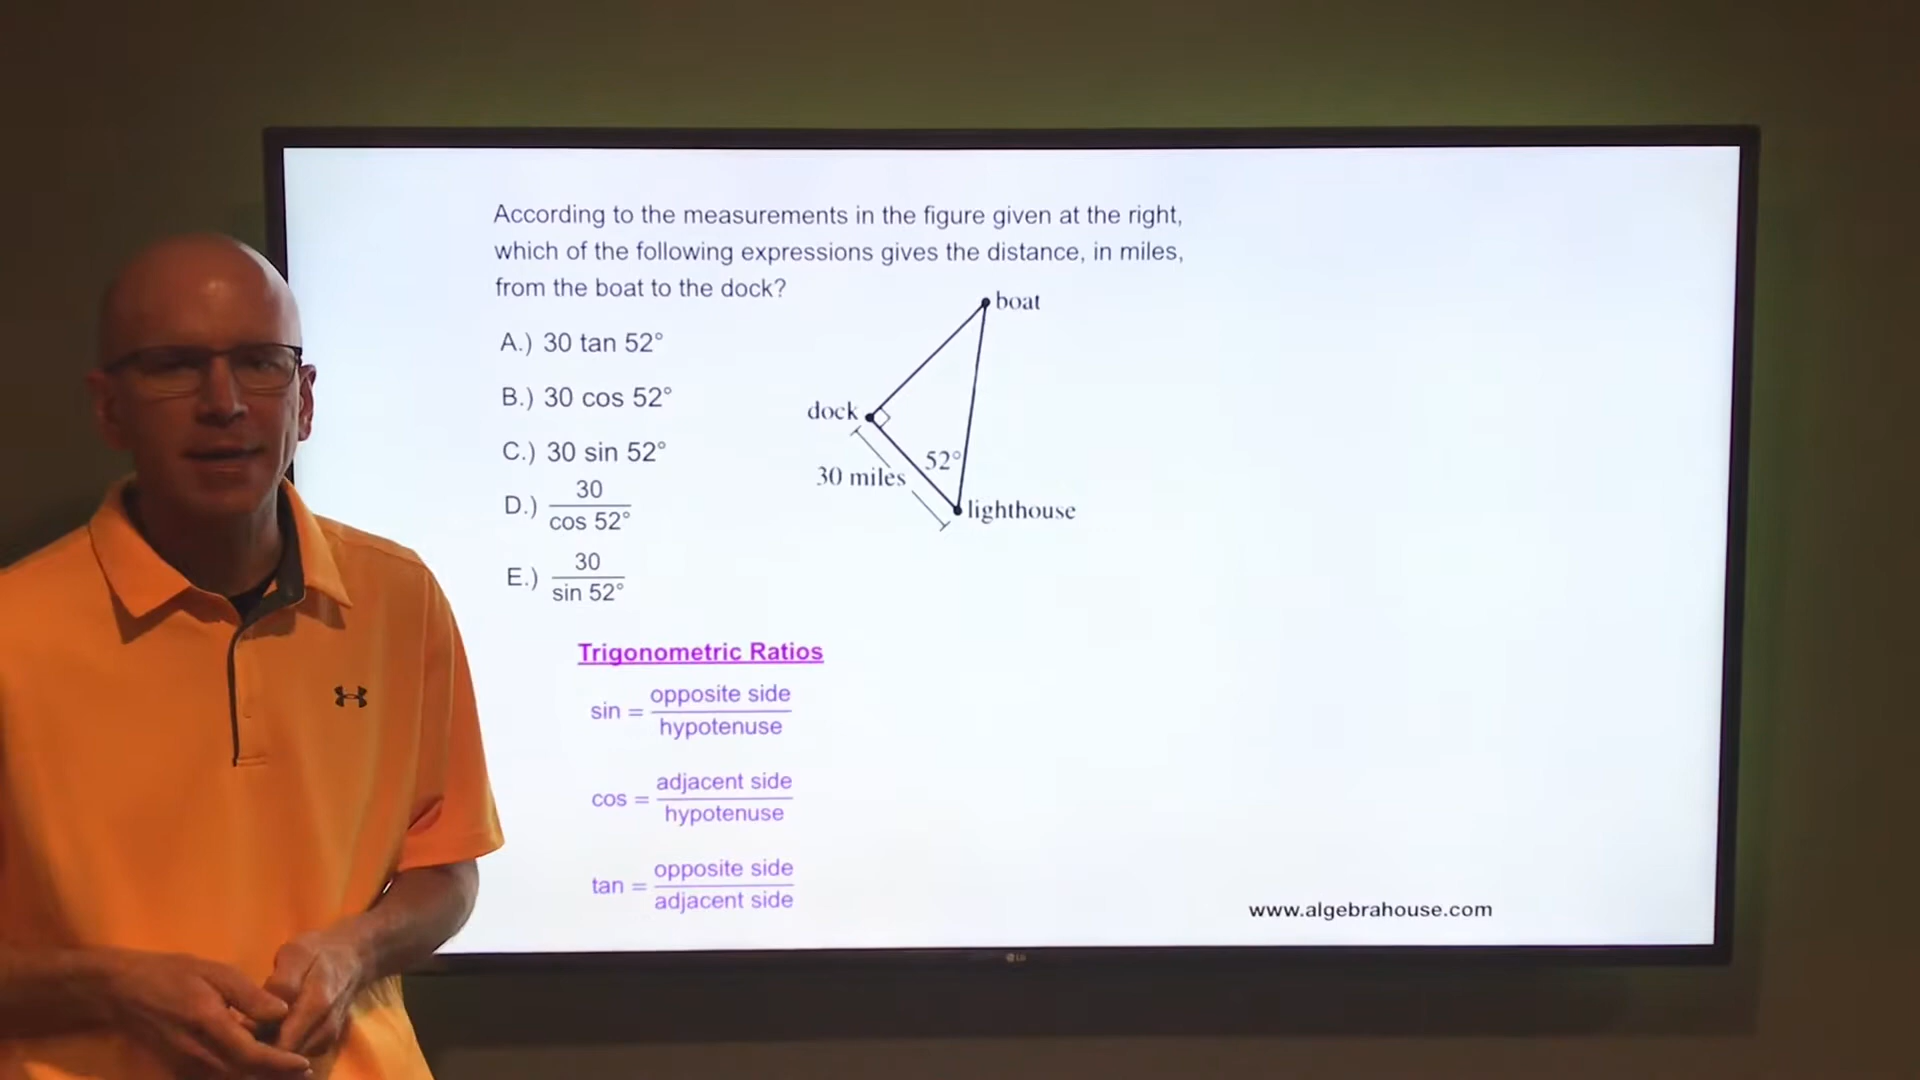 According to the measurements in the figure given at the right,
which of the following expressions gives the distance, in miles,
from the boat to the dock?
boat
A.) 30 tan 52°
B.) 30 cos 52°
dock
C.) 30 sin 52°
52°
30 miles
D.) 30
cos 52°
lighthouse
E.) 30
sin 52°
Trigonometric Ratios
sin = opposite side
hypotenuse
cos = adjacent side
hypotenuse
tan = opposite side
adjacent side
www.algebrahouse.com
LG